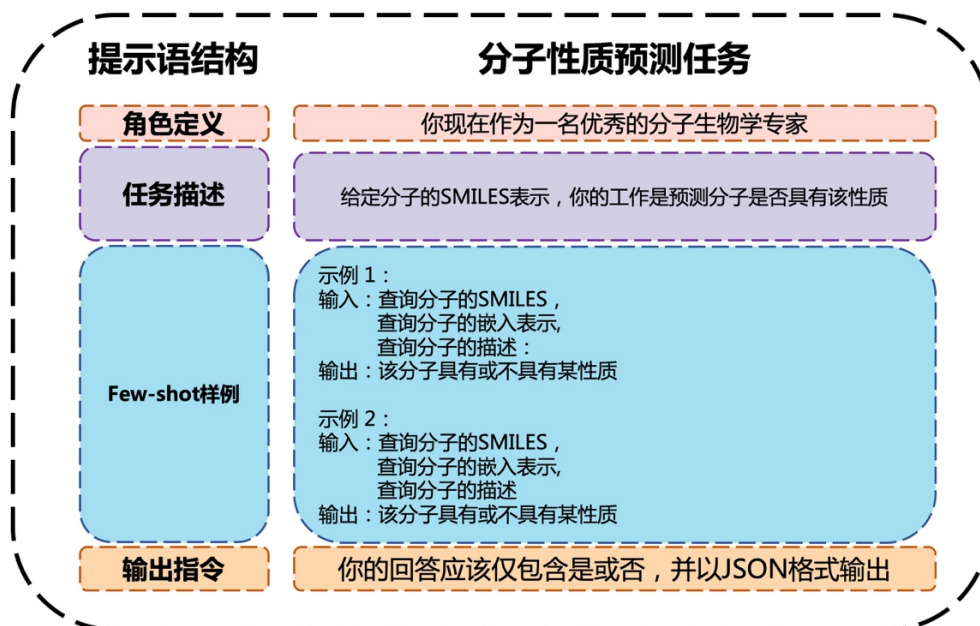 提示语结构
分子性质预测任务
角色定义
你现在作为一名优秀的分子生物学专家
任务描述
给定分子的SMILES表示，你的工作是预测分子是否具有该性质
Few-shot样例
示例 1：
输入：查询分子的SMILES，
查询分子的嵌入表示,
查询分子的描述：
输出：该分子具有或不具有某性质
示例 2：
输入：查询分子的SMILES，
查询分子的嵌入表示,
查询分子的描述
输出：该分子具有或不具有某性质
输出指令
你的回答应该仅包含是或否，并以JSON格式输出